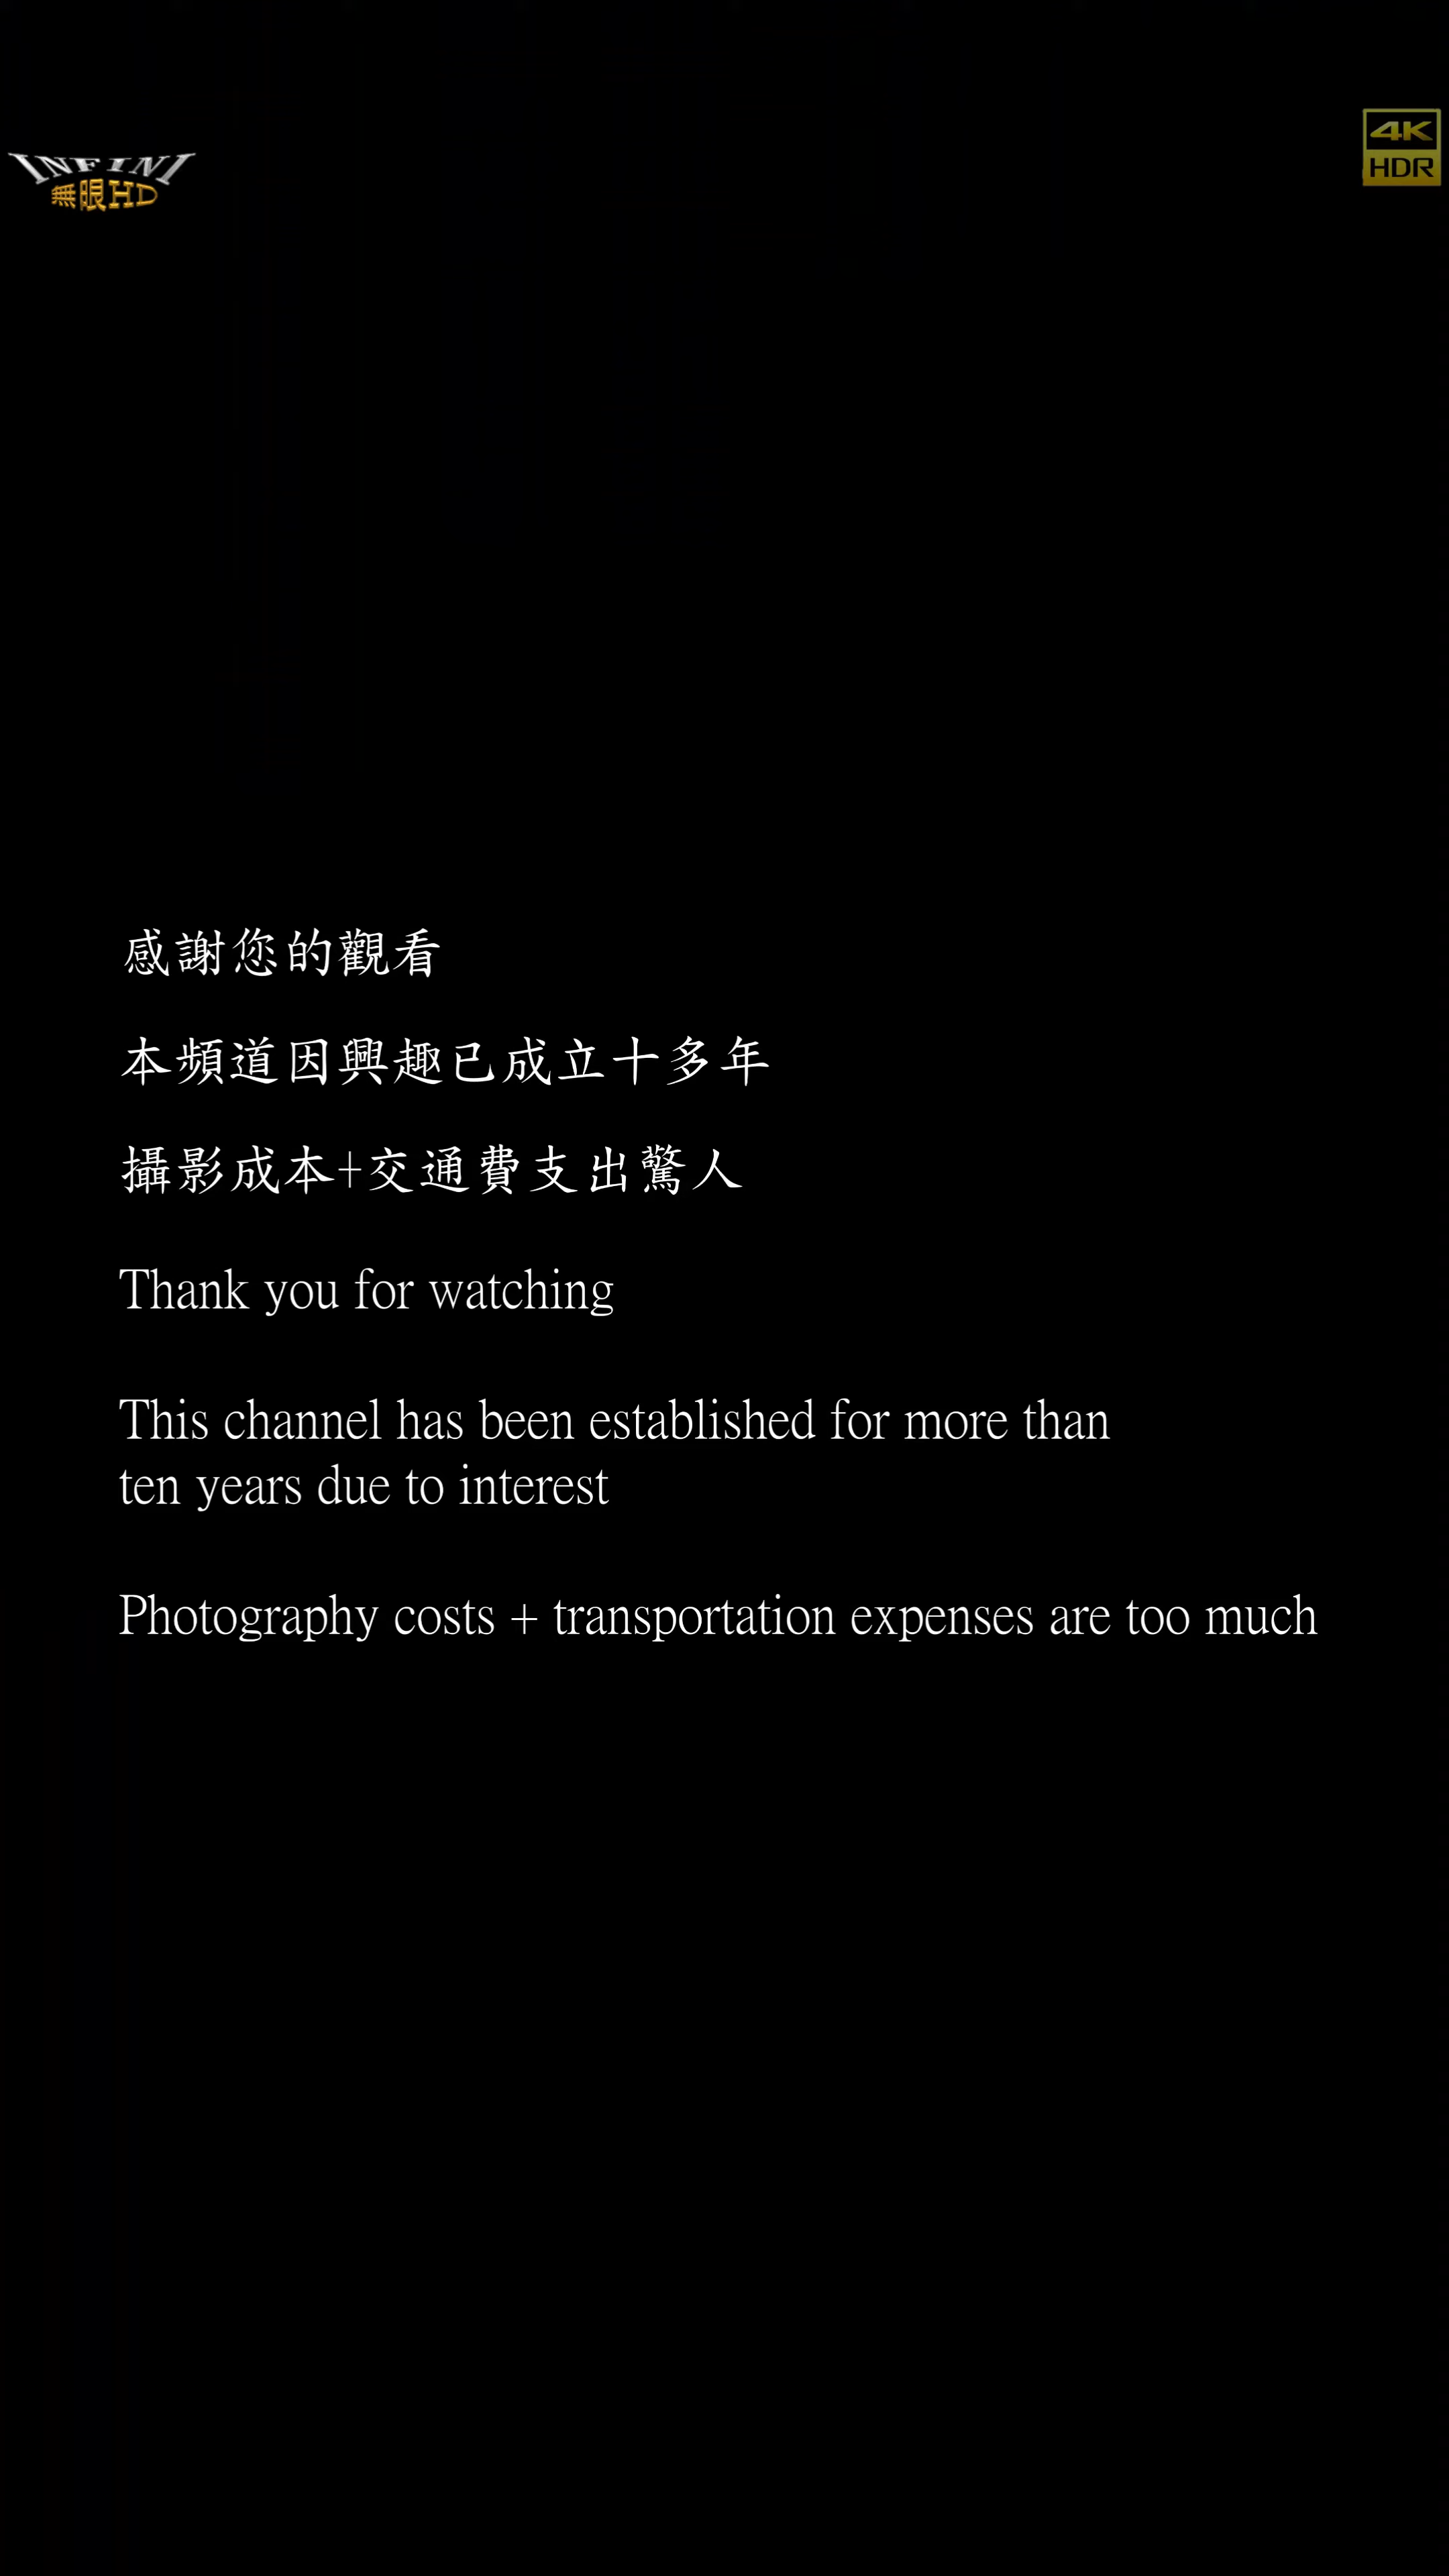 INFINI
無限HD
4K
HDR
感謝您的觀看
本頻道因興趣已成立十多年
攝影成本+交通費支出驚人
Thank you for watching
This channel has been established for more than
ten years due to interest
Photography costs + transportation expenses are too much